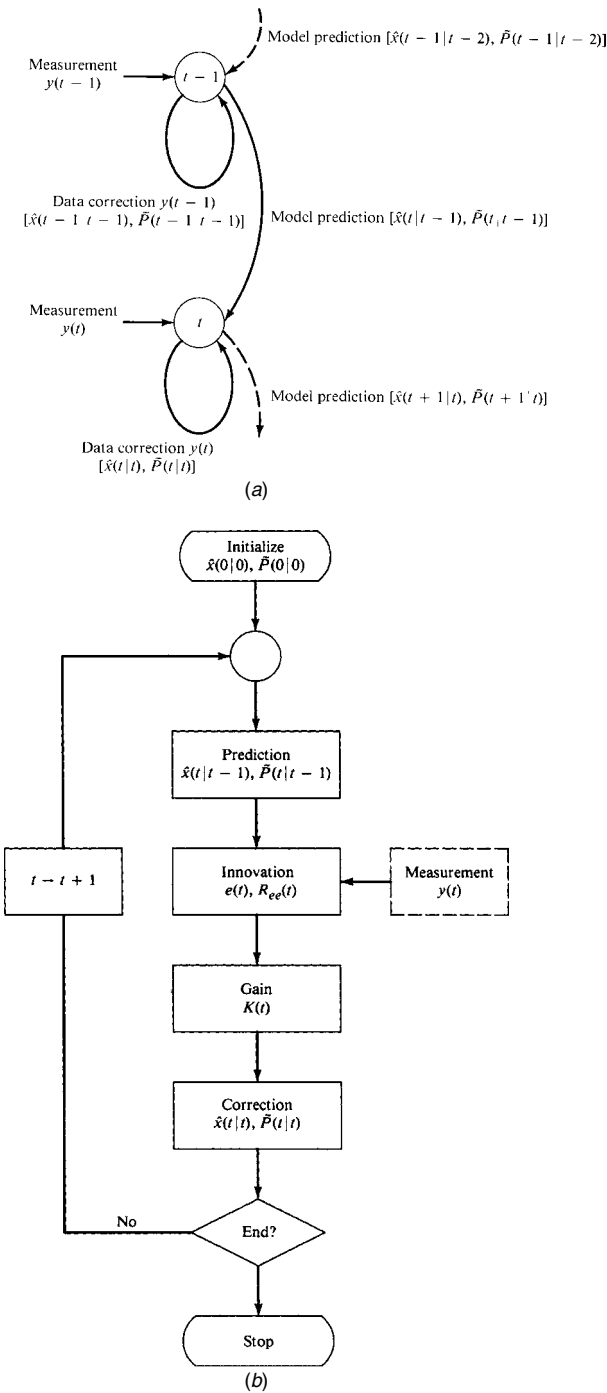 Model prediction [x̂(t − 1|t − 2), P̃(t − 1|t − 2)]
Measurement
y(t − 1)
t − 1
Data correction y(t − 1)
[x̂(t − 1 t − 1), P̃(t − 1 t − 1)]
Model prediction [x̂(t|t − 1), P̃(t|t − 1)]
Measurement
y(t)
t
Model prediction [x̂(t + 1|t), P̃(t + 1|t)]
Data correction y(t)
[x̂(t|t), P̃(t|t)]
(a)
Initialize
x̂(0|0), P̃(0|0)
Prediction
x̂(t|t − 1), P̃(t|t − 1)
t → t + 1
Innovation
e(t), Ree(t)
Measurement
y(t)
Gain
K(t)
Correction
x̂(t|t), P̃(t|t)
No
End?
Stop
(b)